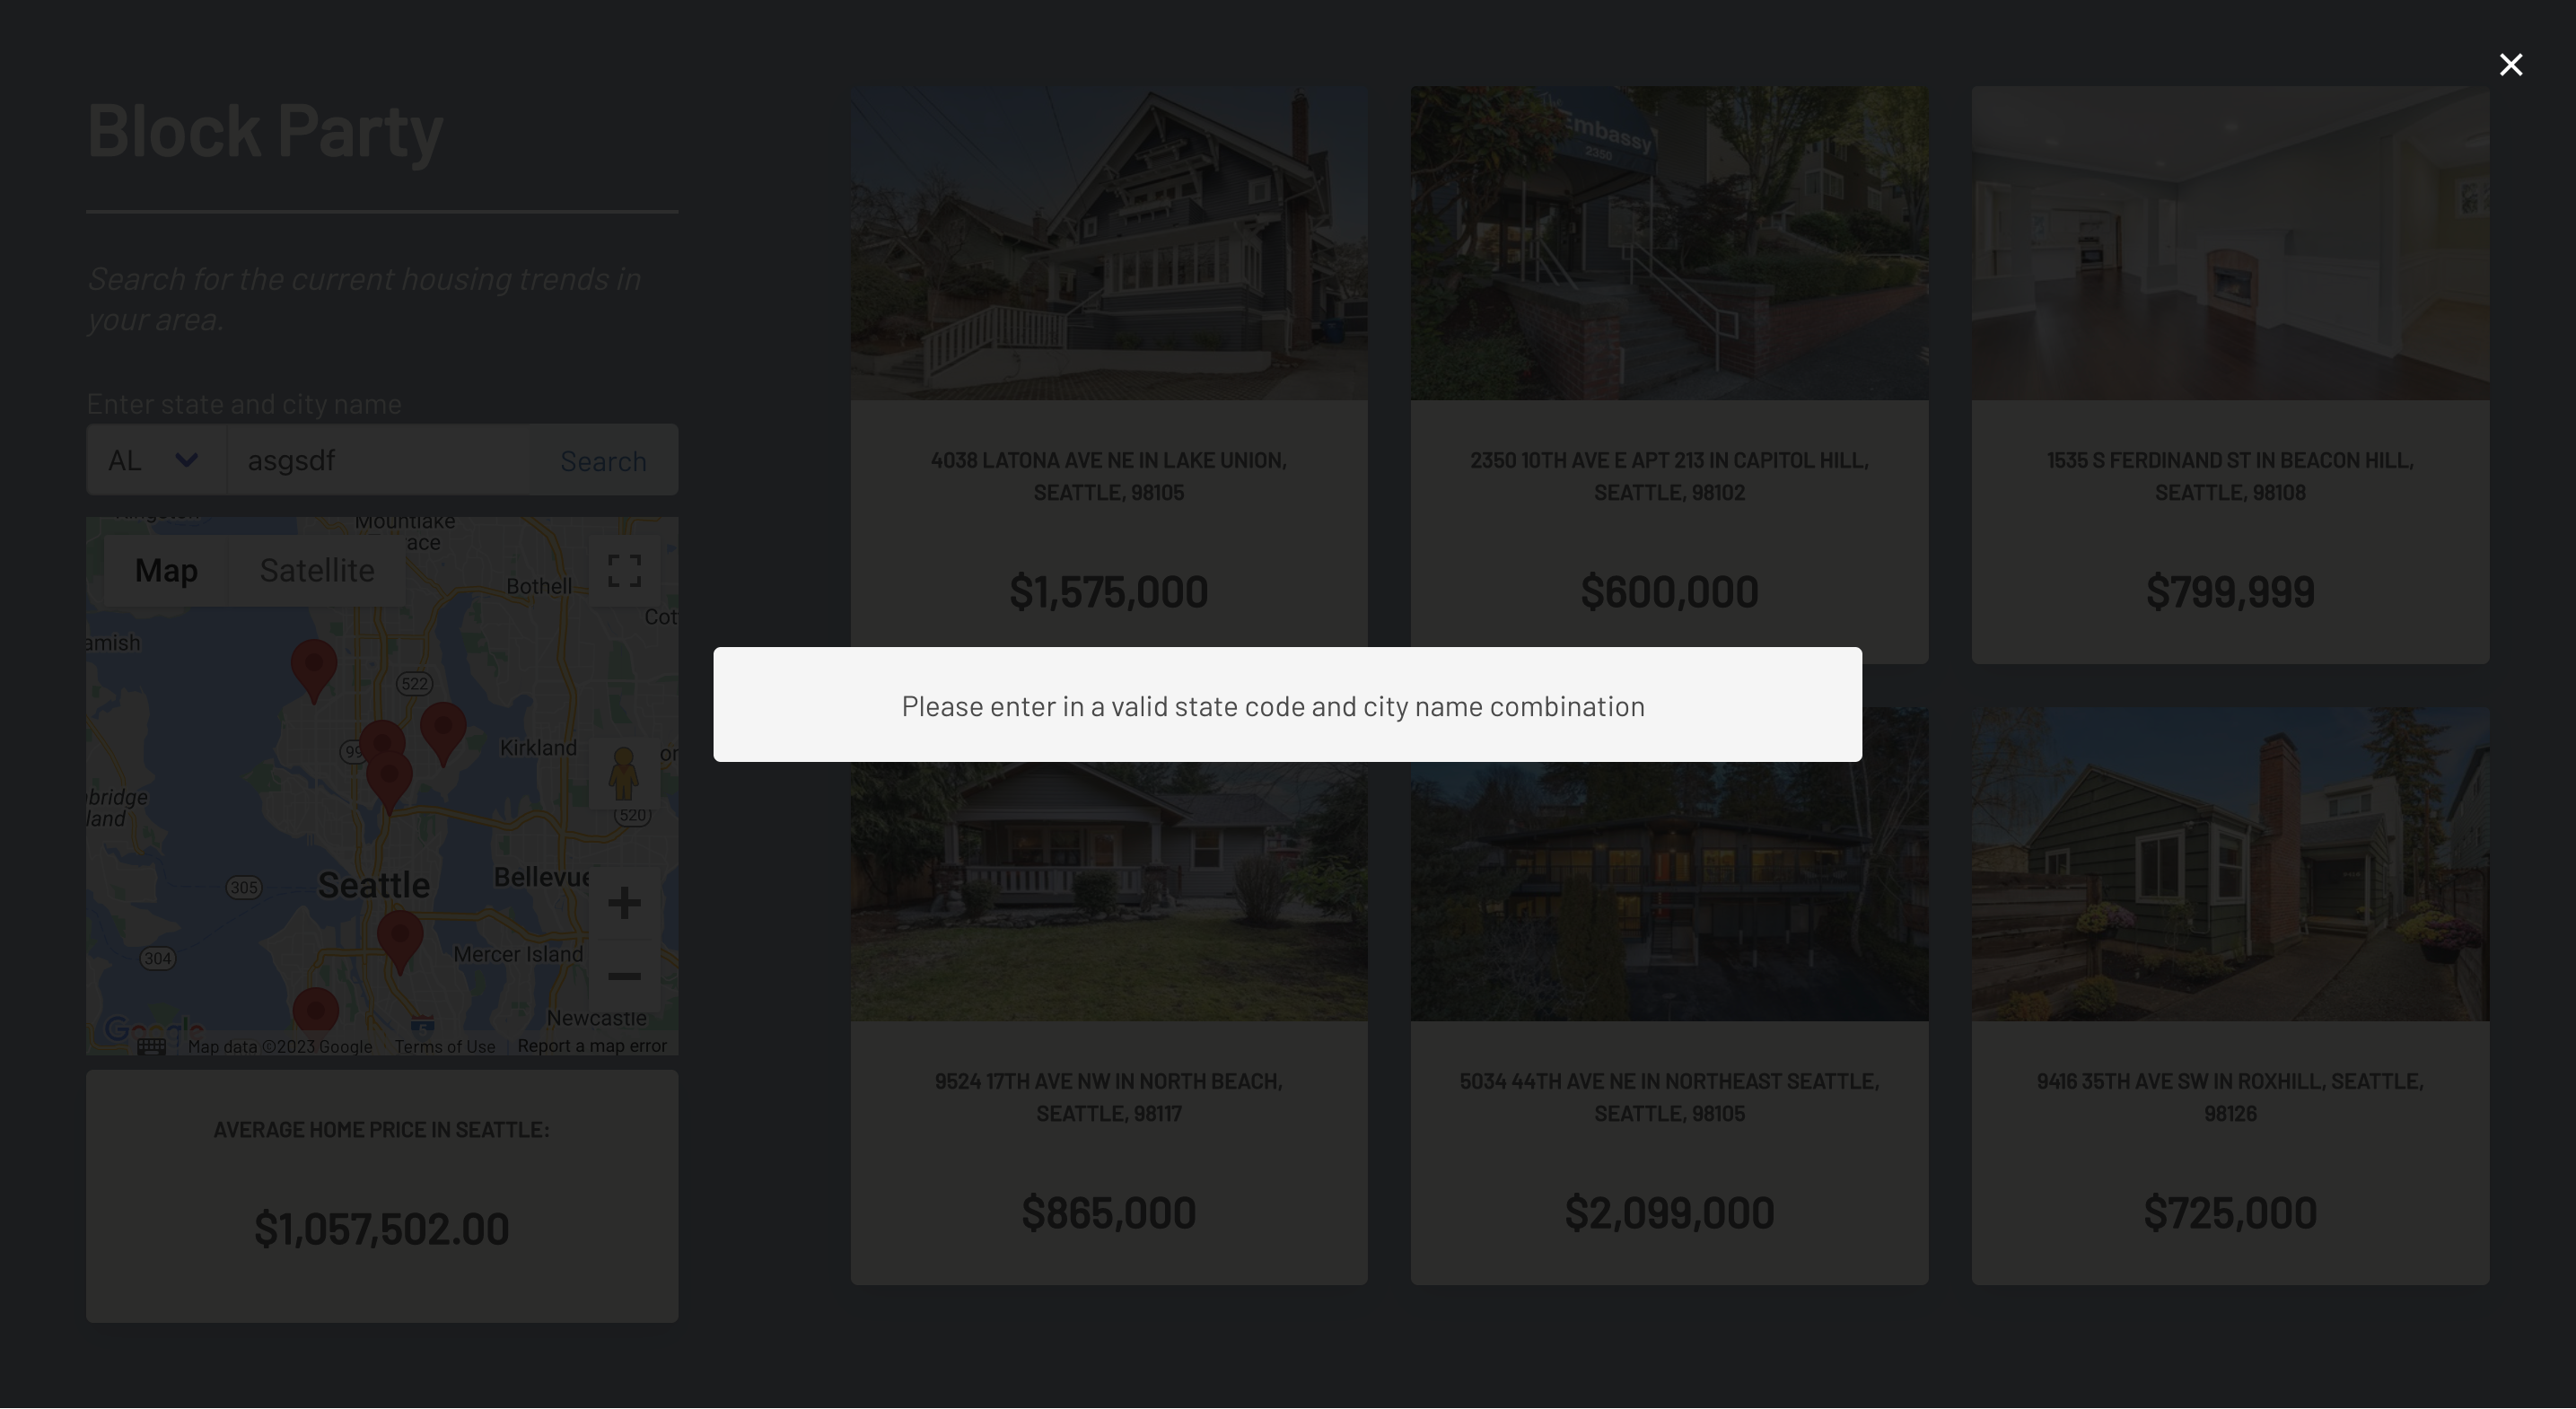 Block Party
Search for the current housing trends in
your area.
Enter state and city name
AL
asgsdf
Search
Mountlake
ace
Map
Satellite
Bothell
Cot
amish
522
99
Kirkland
or
nbridge
land
520
305
Seattle
Bellevue
304
Mercer Island
Newcastle
5
Google
Map data ©2023 Google
Terms of Use
Report a map error
AVERAGE HOME PRICE IN SEATTLE:
$1,057,502.00
The
Embassy
2350
4038 LATONA AVE NE IN LAKE UNION,
SEATTLE, 98105
$1,575,000
2350 10TH AVE E APT 213 IN CAPITOL HILL,
SEATTLE, 98102
$600,000
1535 S FERDINAND ST IN BEACON HILL,
SEATTLE, 98108
$799,999
Please enter in a valid state code and city name combination
9524 17TH AVE NW IN NORTH BEACH,
SEATTLE, 98117
$865,000
5034 44TH AVE NE IN NORTHEAST SEATTLE,
SEATTLE, 98105
$2,099,000
9416 35TH AVE SW IN ROXHILL, SEATTLE,
98126
$725,000